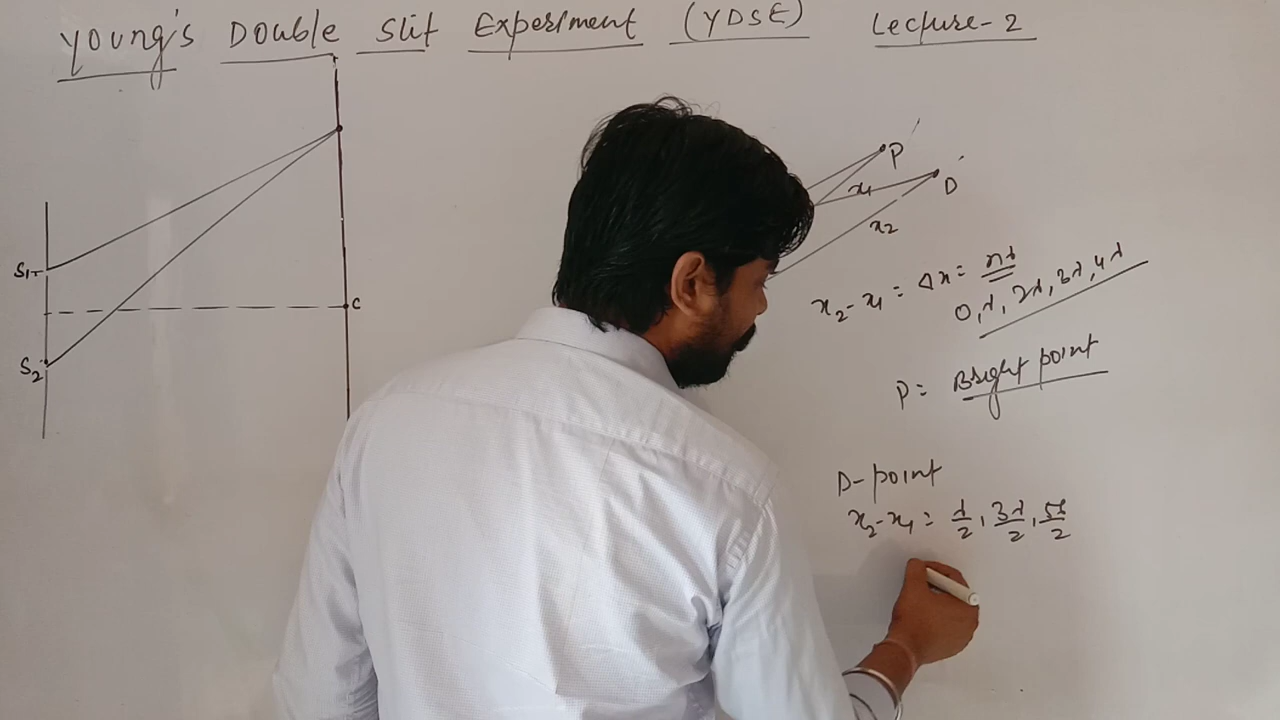 Young's Double Slit Experiment (YDSE) Lecture-2
S1
S2
C
P
D
x1
x2
x2-x1 = Δx = nλ
0, λ, 2λ, 3λ, 4λ
P = Bright point
D-point
x2-x1 = λ/2, 3λ/2, 5λ/2